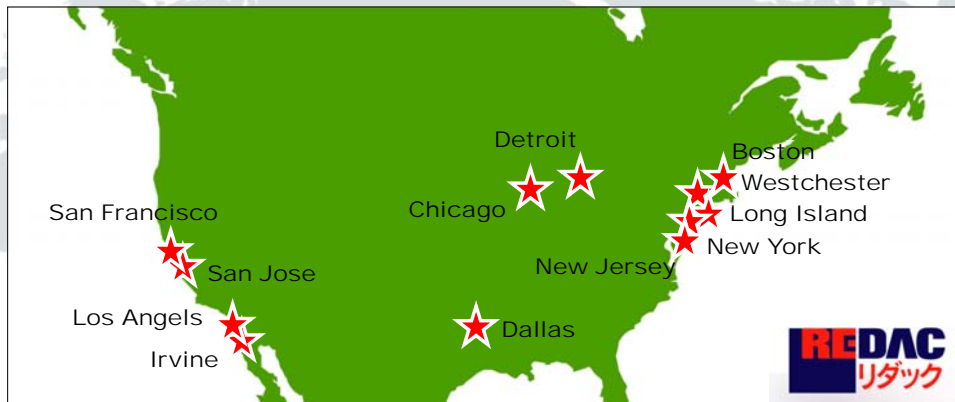 Detroit
Boston
Westchester
Chicago
San Francisco
Long Island
New York
New Jersey
San Jose
Los Angels
Dallas
Irvine
REDAC
リダック